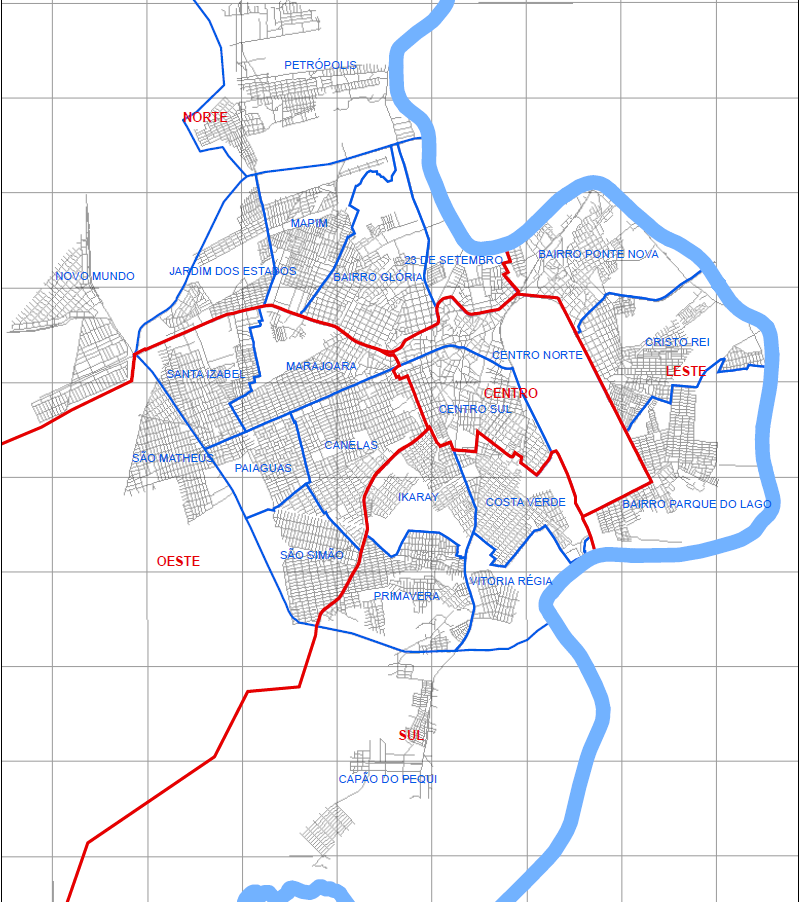 PETRÓPOLIS
NORTE
MAPIM
23 DE SETEMBRO
BAIRRO PONTE NOVA
NOVO MUNDO
JARDIM DOS ESTADOS
BAIRRO GLÓRIA
CRISTO REI
CENTRO NORTE
MARAJOARA
LESTE
SANTA IZABEL
CENTRO
CENTRO SUL
CANELAS
SÃO MATHEUS
PAIAGUAS
IKARAY
COSTA VERDE
BAIRRO PARQUE DO LAGO
SÃO SIMÃO
OESTE
VITORIA RÉGIA
PRIMAVERA
SUL
CAPÃO DO PEQUI